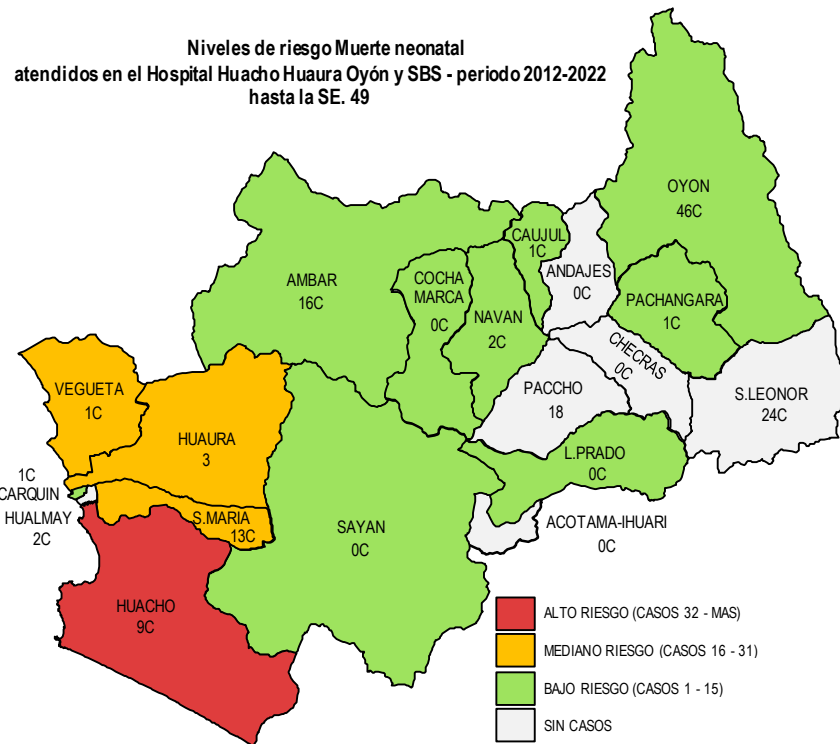 Niveles de riesgo Muerte neonatal
atendidos en el Hospital Huacho Huaura Oyón y SBS - periodo 2012-2022
hasta la SE. 49
OYON
46C
CAUJUL
1C
ANDAJES
0C
AMBAR
16C
COCHA
MARCA
0C
NAVAN
2C
PACHANGARA
1C
CHECRAS
0C
VEGUETA
1C
PACCHO
18
S.LEONOR
24C
HUAURA
3
L.PRADO
0C
1C
CARQUIN
HUALMAY
2C
S.MARIA
13C
SAYAN
0C
ACOTAMA-IHUARI
0C
HUACHO
9C
ALTO RIESGO (CASOS 32 - MAS)
MEDIANO RIESGO (CASOS 16 - 31)
BAJO RIESGO (CASOS 1 - 15)
SIN CASOS